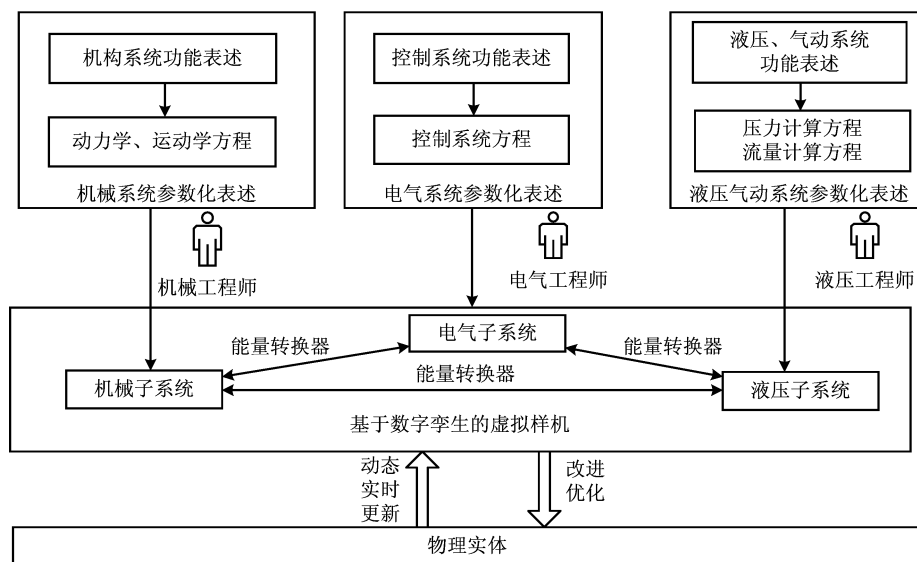 机构系统功能表述
动力学、运动学方程
机械系统参数化表述
控制系统功能表述
控制系统方程
电气系统参数化表述
液压、气动系统
功能表述
压力计算方程
流量计算方程
液压气动系统参数化表述
机械工程师
电气工程师
液压工程师
电气子系统
能量转换器
能量转换器
能量转换器
机械子系统
液压子系统
基于数字孪生的虚拟样机
动态
实时
更新
改进
优化
物理实体